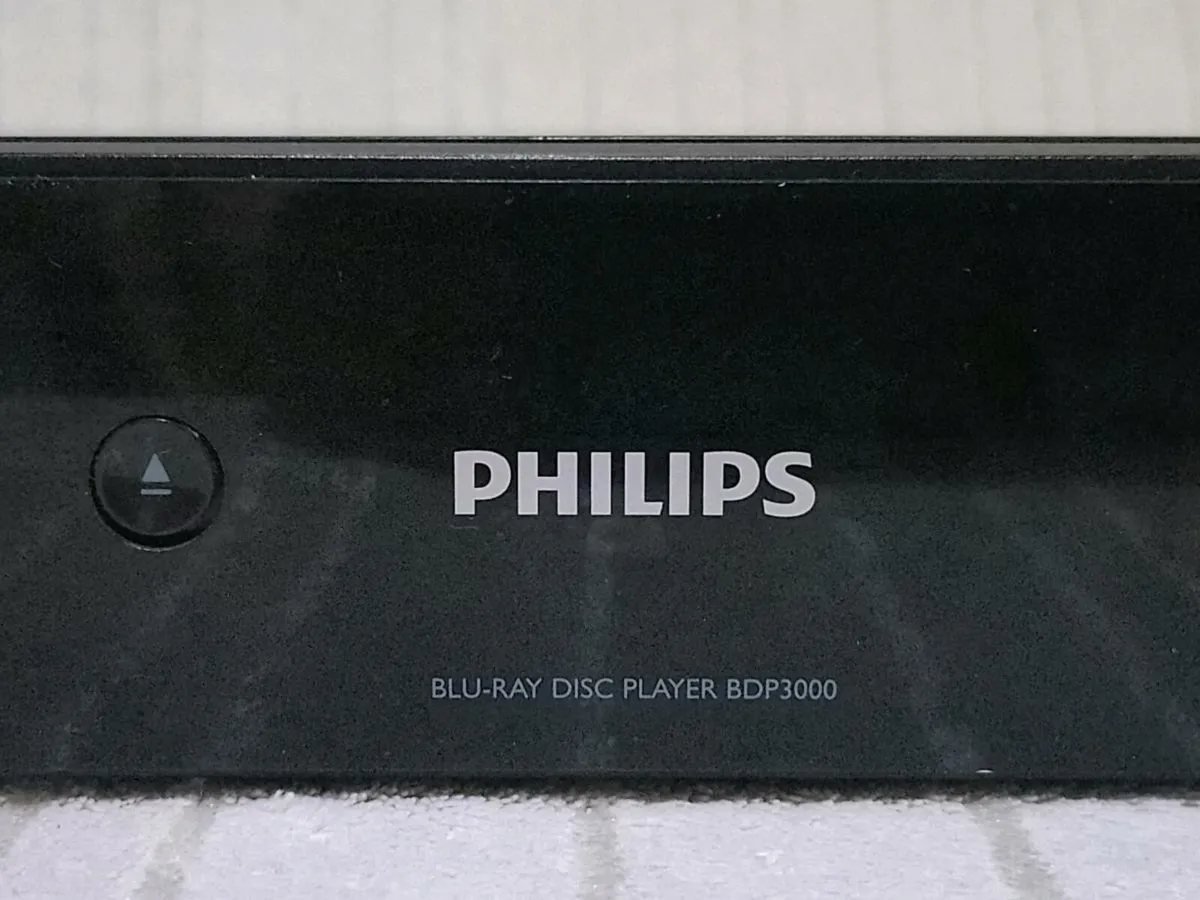 PHILIPS
BLU-RAY DISC PLAYER BDP3000